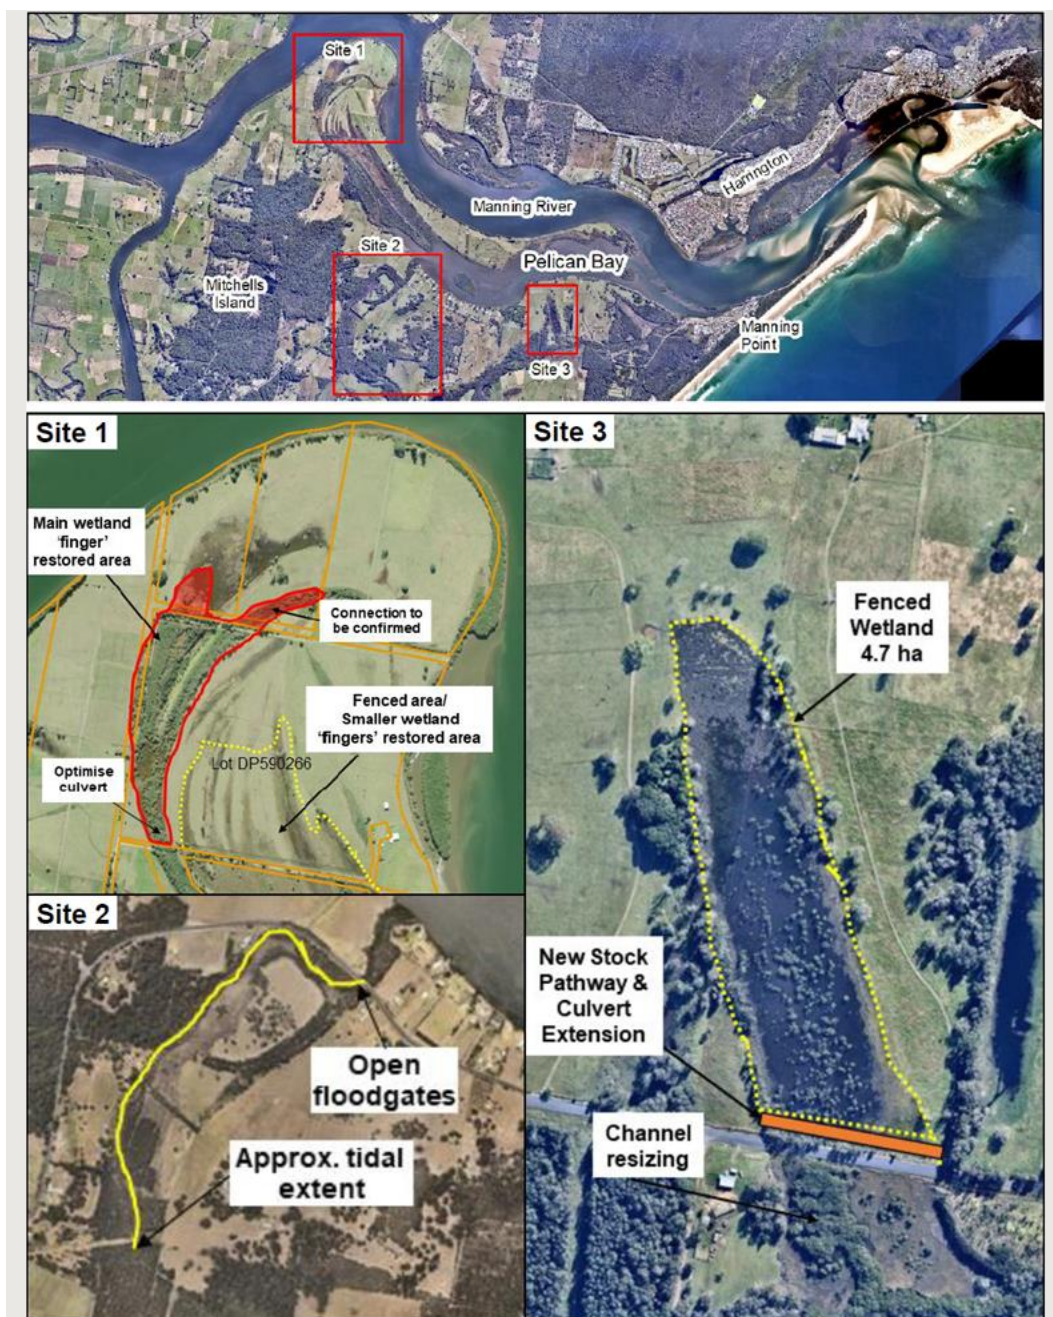 Site 1
Manning River
Harrington
Site 2
Pelican Bay
Mitchells
Island
Manning
Point
Site 3
Site 1
Main wetland
‘finger’
restored area
Connection to
be confirmed
Fenced area/
Smaller wetland
‘fingers’ restored area
Lot DP590266
Optimise
culvert
Site 2
Open
floodgates
Approx. tidal
extent
Site 3
Fenced
Wetland
4.7 ha
New Stock
Pathway &
Culvert
Extension
Channel
resizing